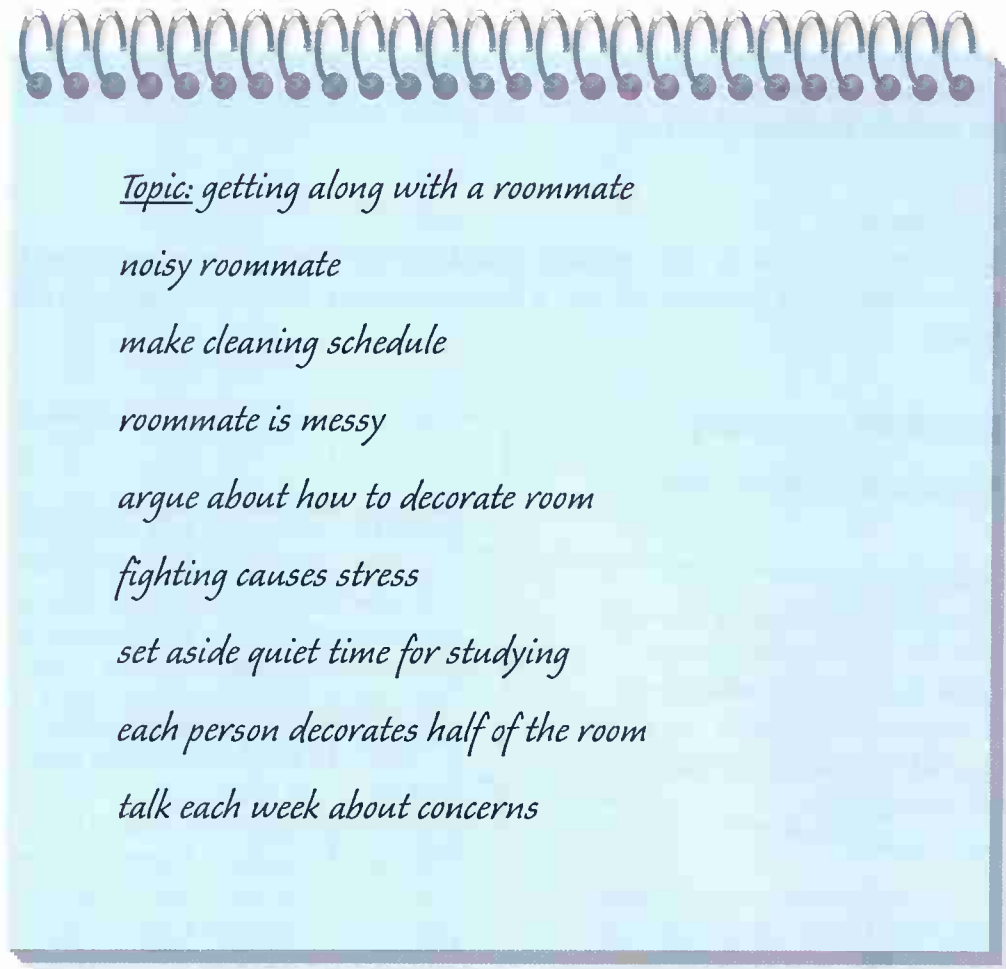 Topic: getting along with a roommate
noisy roommate
make cleaning schedule
roommate is messy
argue about how to decorate room
fighting causes stress
set aside quiet time for studying
each person decorates half of the room
talk each week about concerns